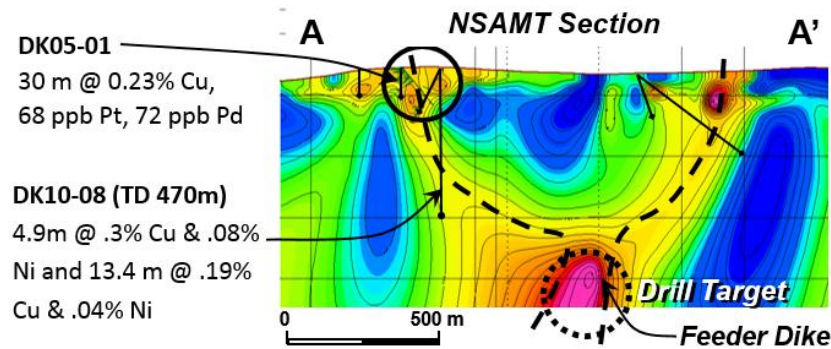 A
NSAMT Section
A'
DK05-01
30 m @ 0.23% Cu,
68 ppb Pt, 72 ppb Pd
DK10-08 (TD 470m)
4.9m @ .3% Cu & .08%
Ni and 13.4 m @ .19%
Cu & .04% Ni
Drill Target
Feeder Dike
0
500 m